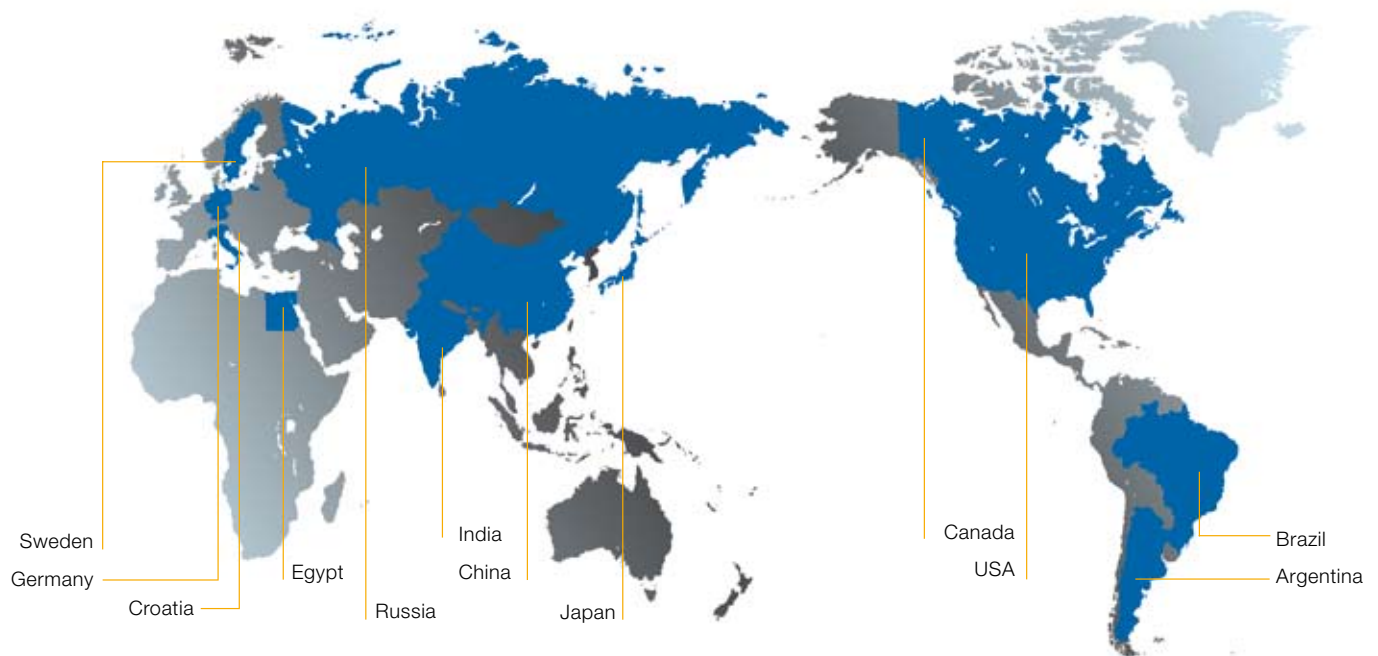 Sweden
Germany
Croatia
Egypt
Russia
India
China
Japan
Canada
USA
Brazil
Argentina